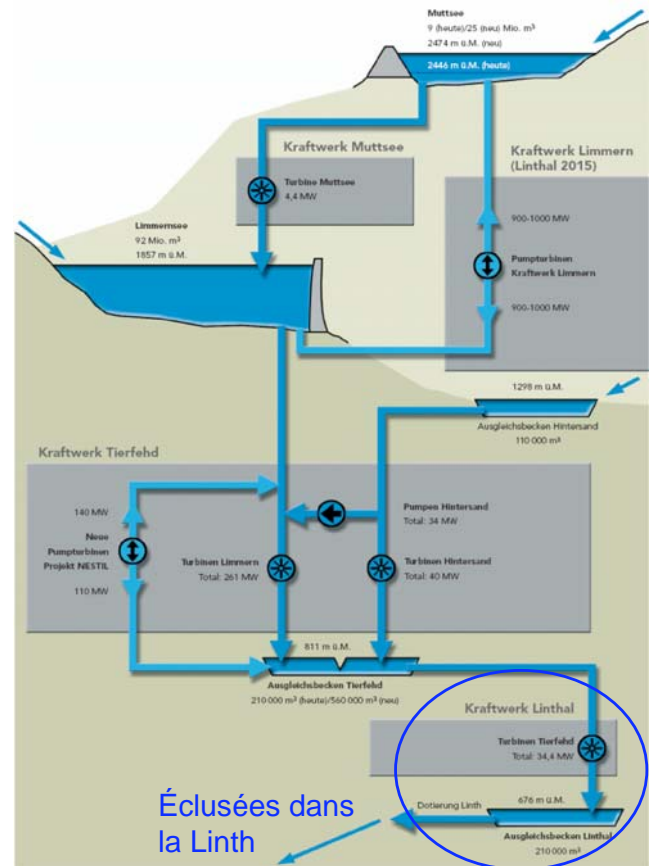 Muttsee
9 (heute)/25 (neu) Mio. m³
2474 m ü.M. (neu)
2446 m ü.M. (heute)
Kraftwerk Muttsee
Turbine Muttsee
4,4 MW
Kraftwerk Limmern
(Linthal 2015)
900-1000 MW
Pumpturbinen
Kraftwerk Limmern
900-1000 MW
Limmernsee
92 Mio. m³
1857 m ü.M.
1298 m ü.M.
Ausgleichsbecken Hintersand
110 000 m³
Kraftwerk Tierfehd
140 MW
Neue
Pumpturbinen
Projekt NESTIL
110 MW
Pumpen Hintersand
Total: 34 MW
Turbinen Limmern
Total: 261 MW
Turbinen Hintersand
Total: 40 MW
811 m ü.M.
Ausgleichsbecken Tierfehd
210 000 m³ (heute)/560 000 m³ (neu)
Kraftwerk Linthal
Turbinen Tierfehd
Total: 34,4 MW
Éclusées dans
la Linth
Dotierung Linth
676 m ü.M.
Ausgleichsbecken Linthal
210 000 m³